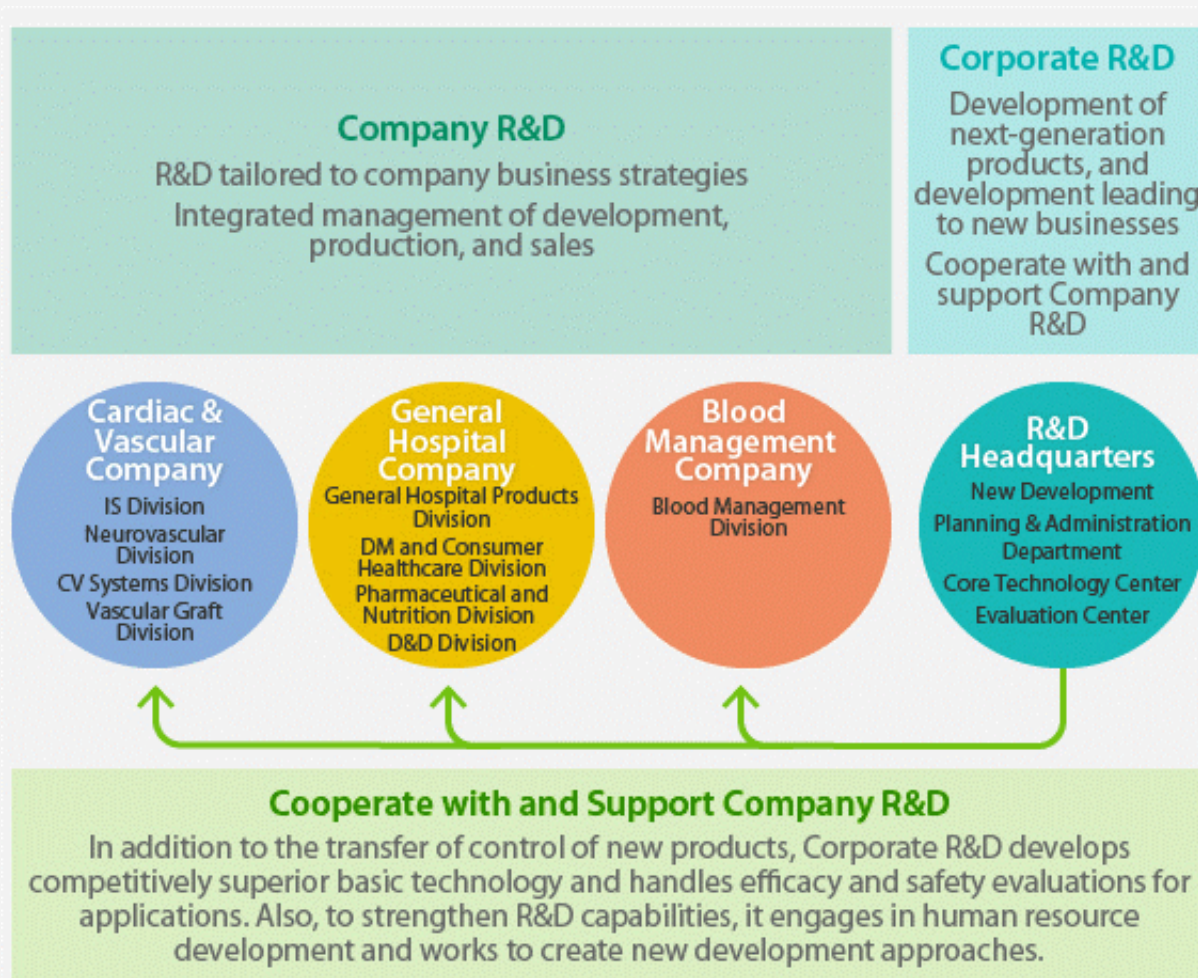 Company R&D
R&D tailored to company business strategies
Integrated management of development,
production, and sales
Corporate R&D
Development of
next-generation
products, and
development leading
to new businesses
Cooperate with and
support Company
R&D
Cardiac &
Vascular
Company
IS Division
Neurovascular
Division
CV Systems Division
Vascular Graft
Division
General
Hospital
Company
General Hospital Products
Division
DM and Consumer
Healthcare Division
Pharmaceutical and
Nutrition Division
D&D Division
Blood
Management
Company
Blood Management
Division
R&D
Headquarters
New Development
Planning & Administration
Department
Core Technology Center
Evaluation Center
Cooperate with and Support Company R&D
In addition to the transfer of control of new products, Corporate R&D develops
competitively superior basic technology and handles efficacy and safety evaluations for
applications. Also, to strengthen R&D capabilities, it engages in human resource
development and works to create new development approaches.